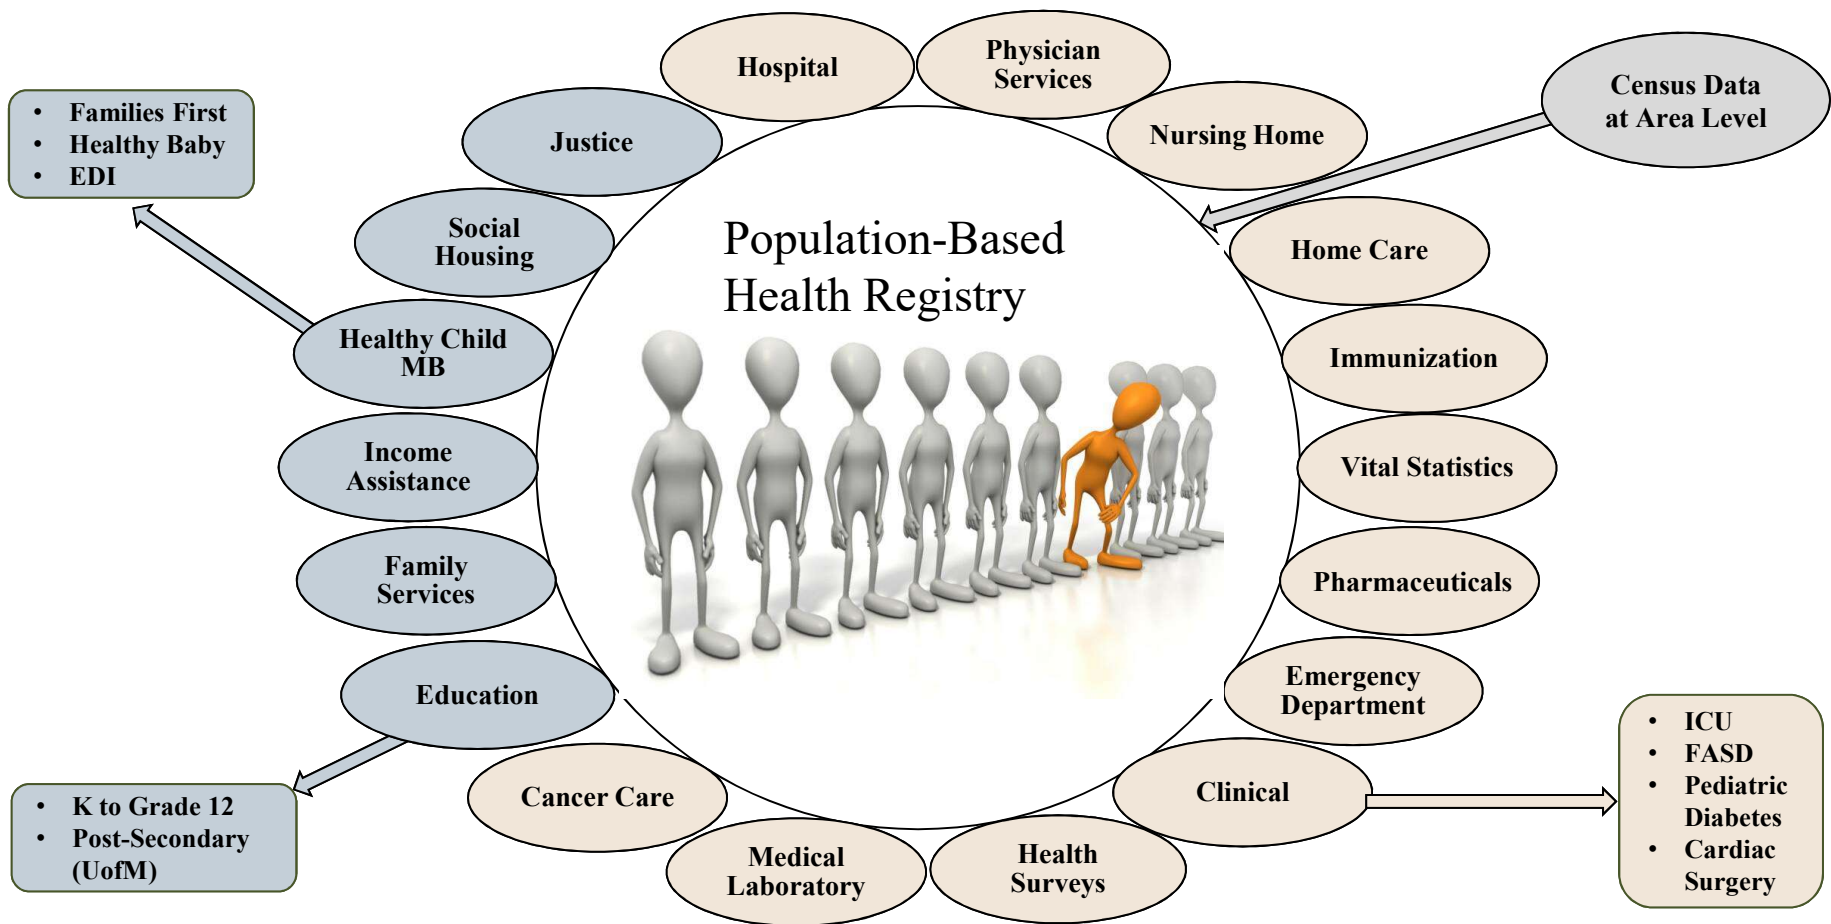 Hospital
Physician
Services
Nursing Home
Census Data
at Area Level
Home Care
Immunization
Vital Statistics
Pharmaceuticals
Emergency
Department
Clinical
• ICU
• FASD
• Pediatric
Diabetes
• Cardiac
Surgery
Health
Surveys
Medical
Laboratory
Cancer Care
Education
• K to Grade 12
• Post-Secondary
(UofM)
Family
Services
Income
Assistance
Healthy Child
MB
• Families First
• Healthy Baby
• EDI
Social
Housing
Justice
Population-Based
Health Registry